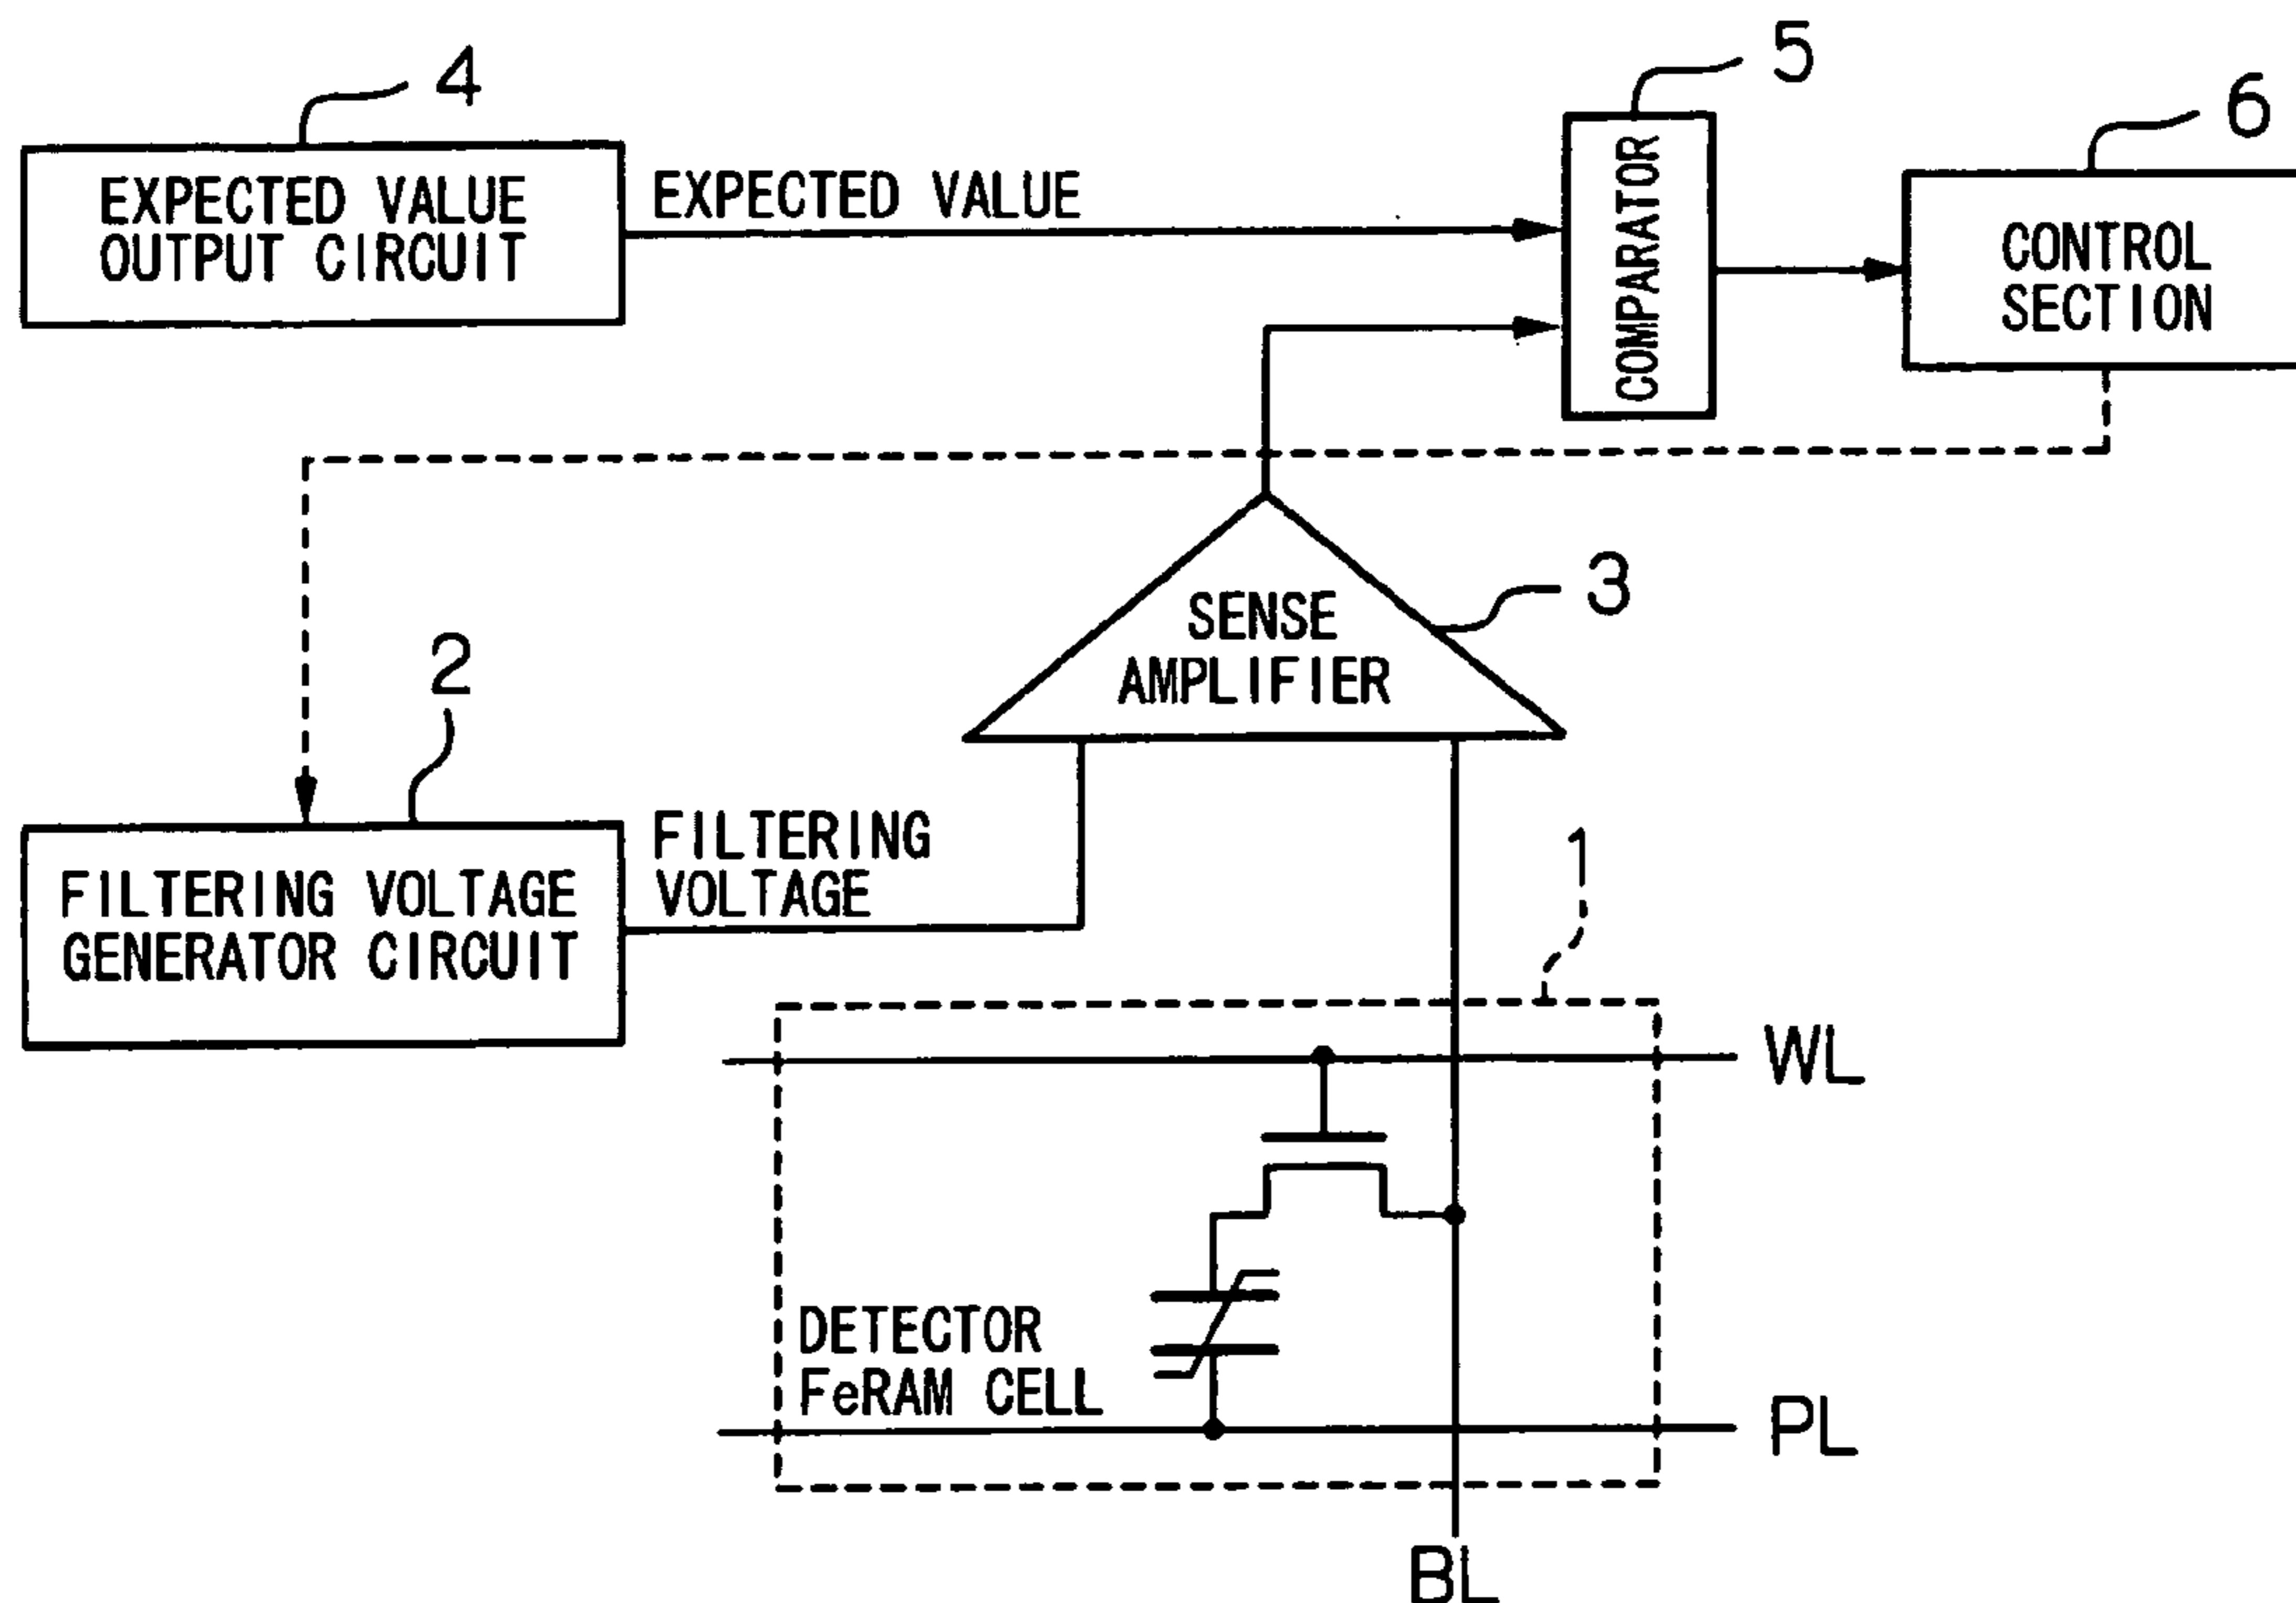 4
5
6
EXPECTED VALUE
OUTPUT CIRCUIT
EXPECTED VALUE
COMPARATOR
CONTROL
SECTION
SENSE
AMPLIFIER
3
2
FILTERING VOLTAGE
GENERATOR CIRCUIT
FILTERING
VOLTAGE
1
WL
DETECTOR
FeRAM CELL
PL
BL